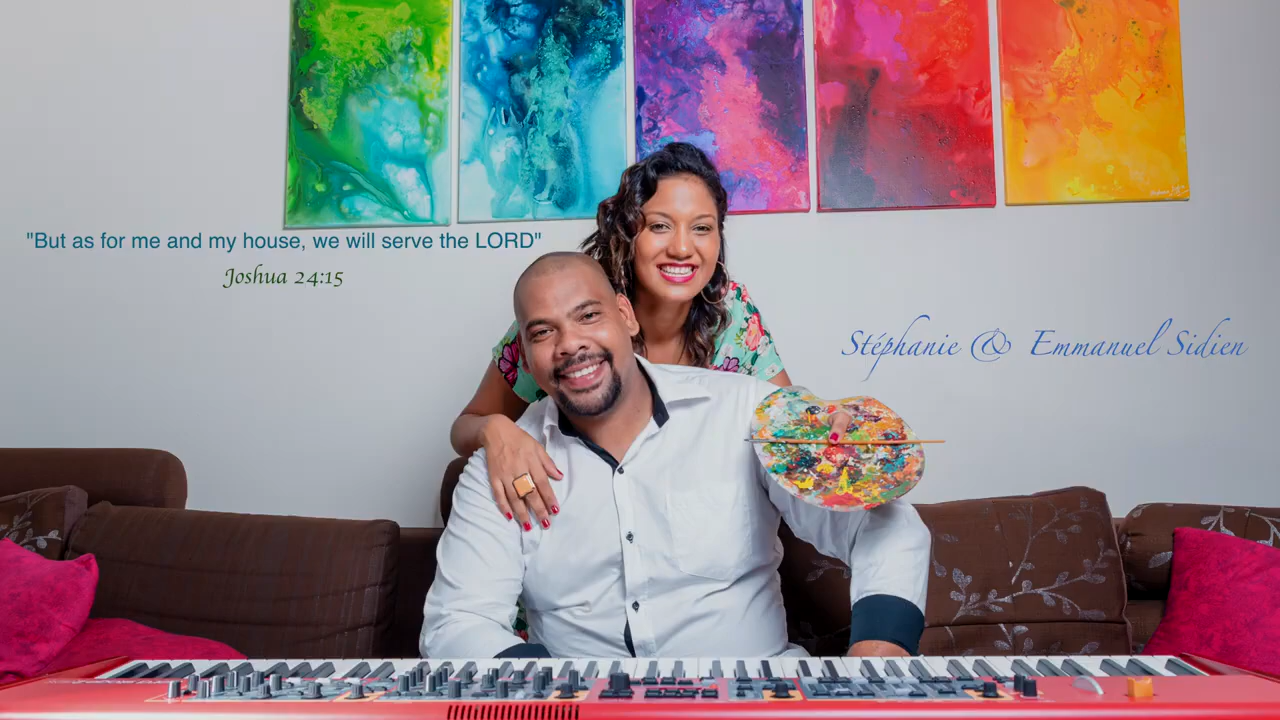 "But as for me and my house, we will serve the LORD"
Joshua 24:15
Stéphanie & Emmanuel Sidien